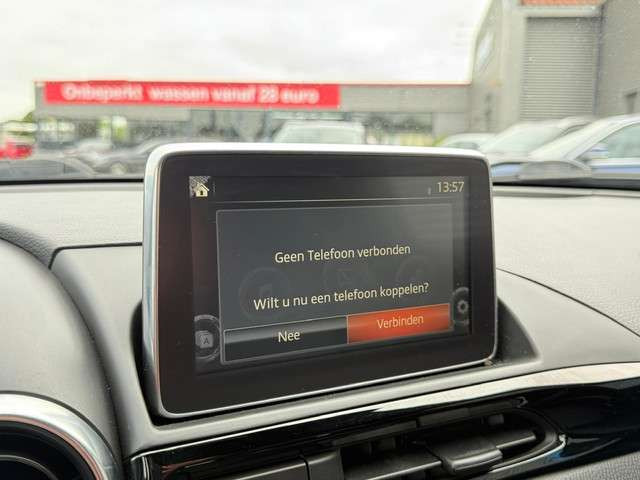 Onbeperkt wassen vanaf 28 euro
13:57
Geen Telefoon verbonden
Wilt u nu een telefoon koppelen?
Nee
Verbinden
A